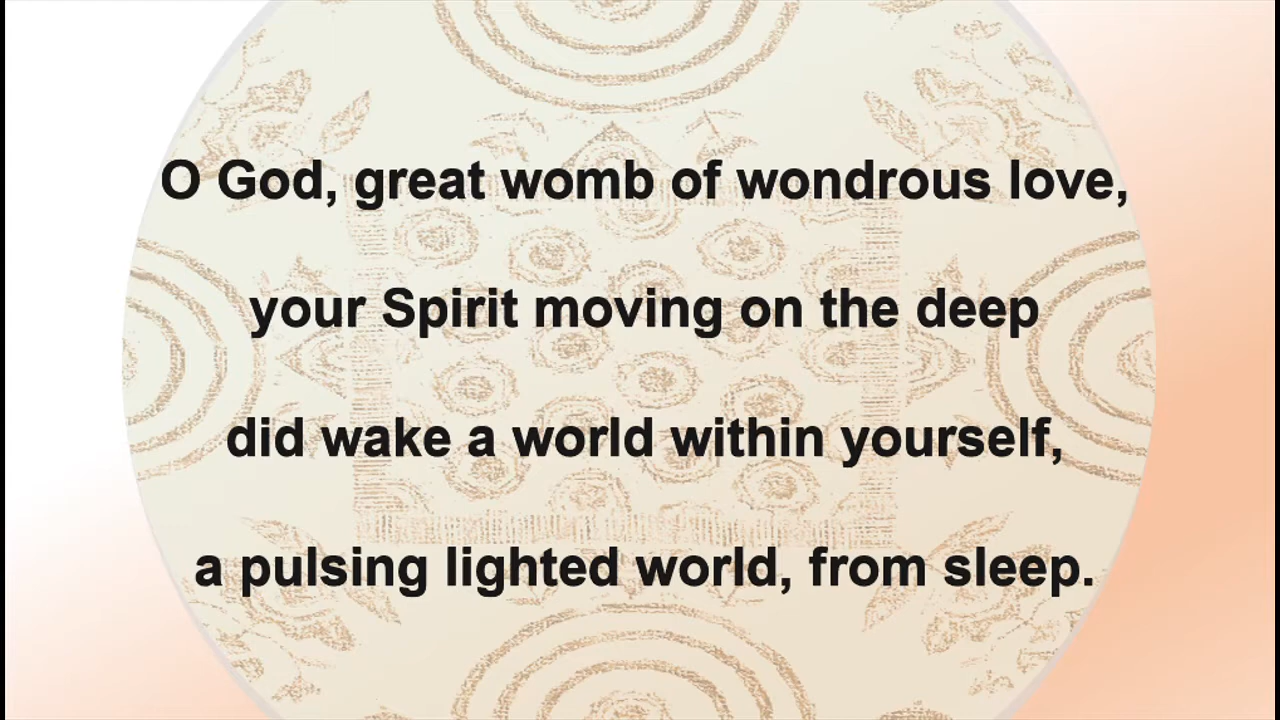 O God, great womb of wondrous love,
your Spirit moving on the deep
did wake a world within yourself,
a pulsing lighted world, from sleep.